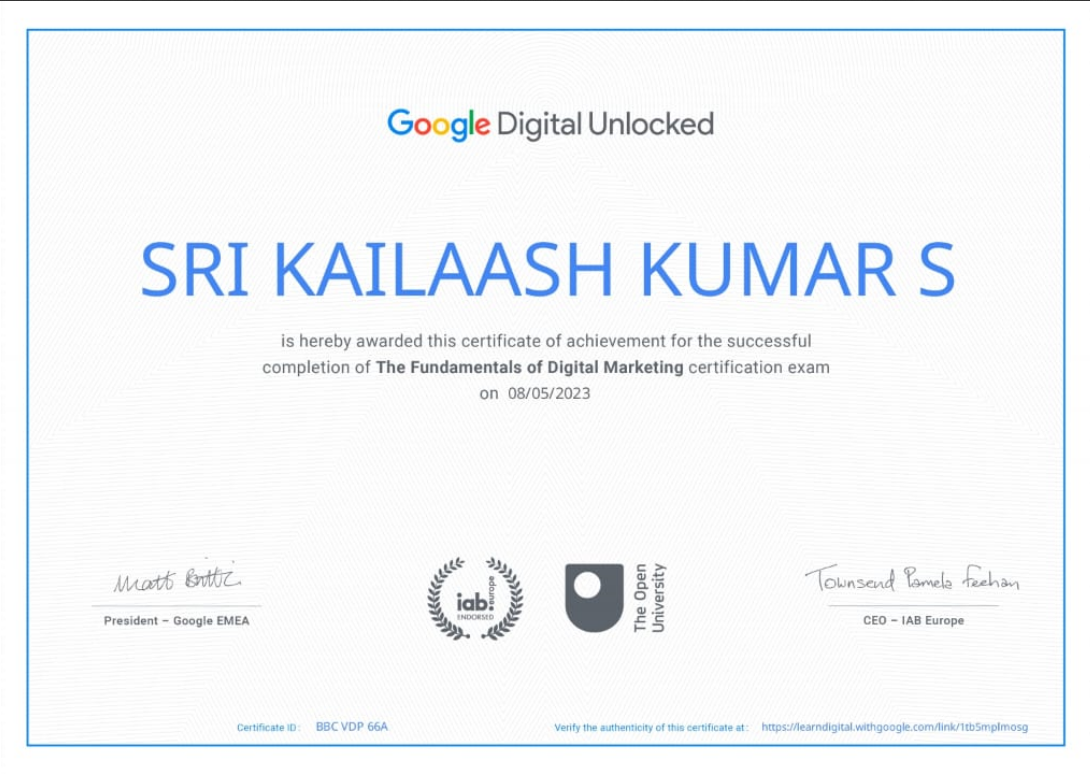 Google Digital Unlocked
SRI KAILAASH KUMAR S
is hereby awarded this certificate of achievement for the successful
completion of The Fundamentals of Digital Marketing certification exam
on 08/05/2023
Matt Brittin
President – Google EMEA
iab europe
ENDORSED
The Open
University
Townsend Pamela Feehan
CEO – IAB Europe
Certificate ID : BBC VDP 66A
Verify the authenticity of this certificate at : https://learndigital.withgoogle.com/link/1tb5mplmosg